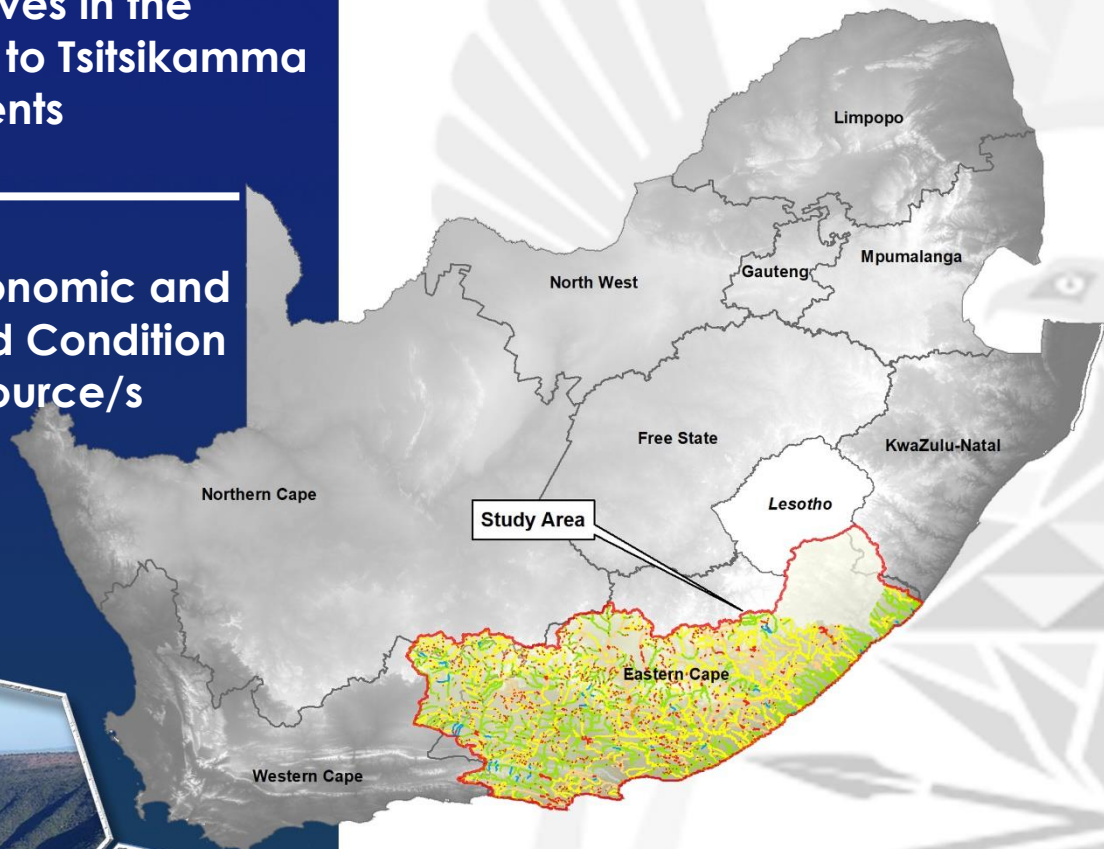 ves in the
to Tsitsikamma
ents
onomic and
d Condition
ource/s
Limpopo
Mpumalanga
Gauteng
North West
Free State
KwaZulu-Natal
Northern Cape
Lesotho
Study Area
Eastern Cape
Western Cape